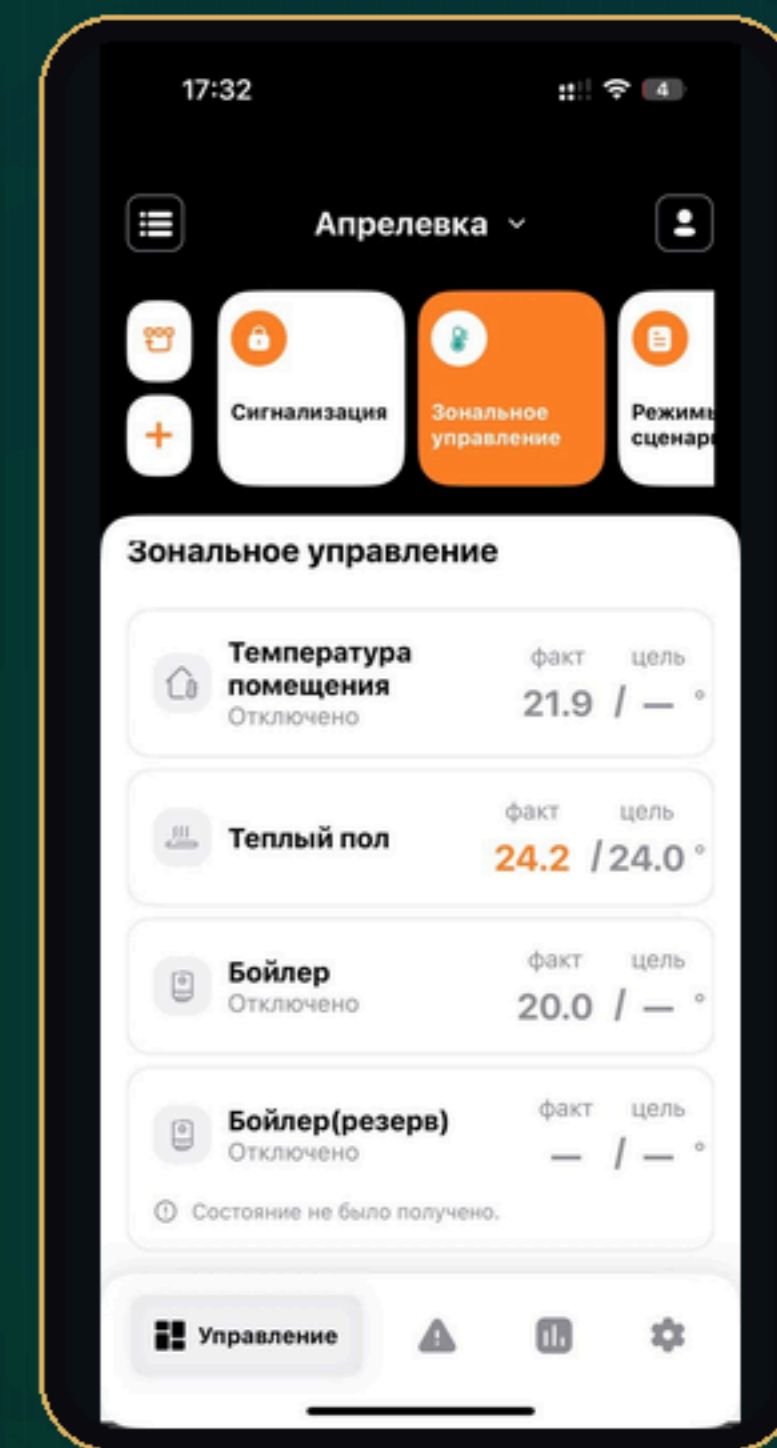 17:32
4
Апрелевка
Сигнализация
Зональное
управление
Зональное управление
Температура
помещения
Отключено
факт цель
21.9 / — °
Теплый пол
факт цель
24.2 / 24.0 °
Бойлер
Отключено
факт цель
20.0 / — °
Бойлер(резерв)
Отключено
факт цель
— / — °
Состояние не было получено.
Управление